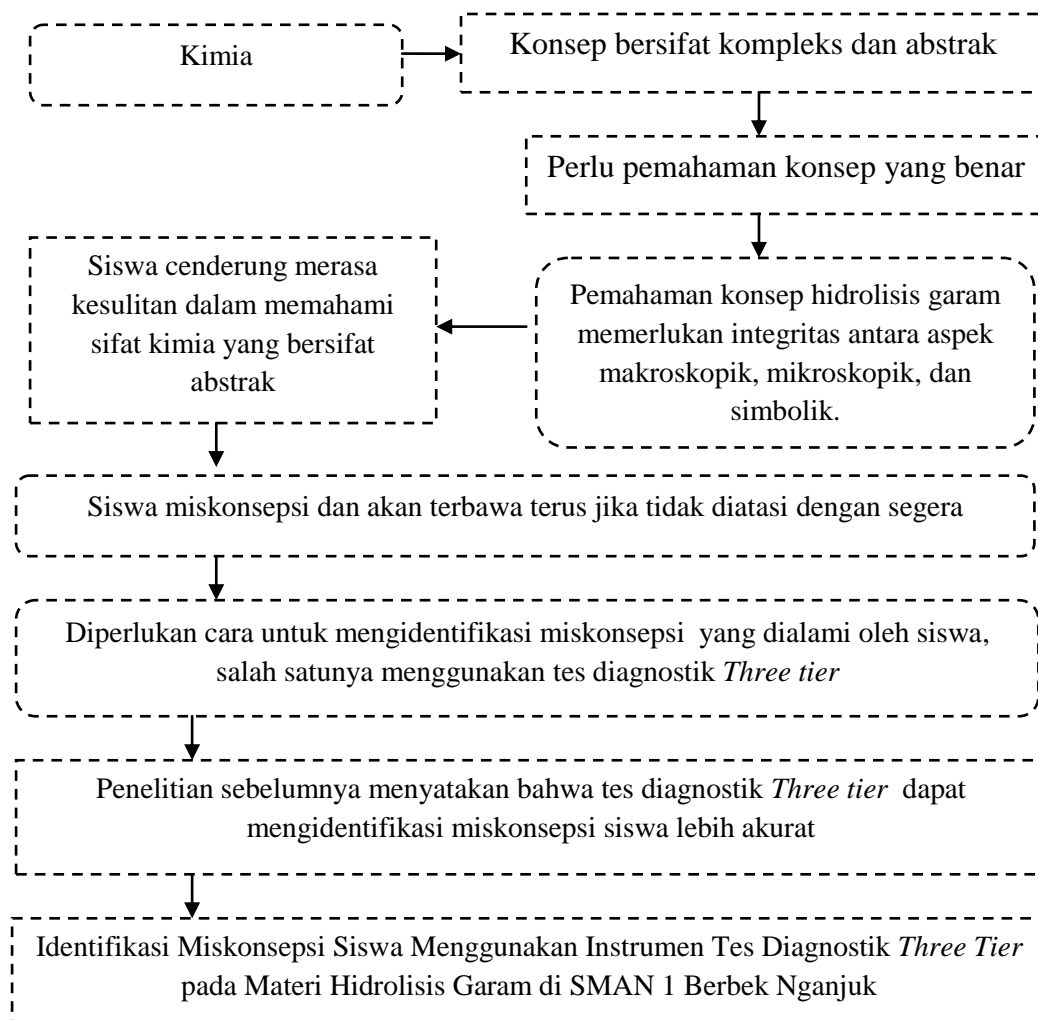 Kimia
Konsep bersifat kompleks dan abstrak
Perlu pemahaman konsep yang benar
Pemahaman konsep hidrolisis garam
memerlukan integritas antara aspek
makroskopik, mikroskopik, dan
simbolik.
Siswa cenderung merasa
kesulitan dalam memahami
sifat kimia yang bersifat
abstrak
Siswa miskonsepsi dan akan terbawa terus jika tidak diatasi dengan segera
Diperlukan cara untuk mengidentifikasi miskonsepsi yang dialami oleh siswa,
salah satunya menggunakan tes diagnostik Three tier
Penelitian sebelumnya menyatakan bahwa tes diagnostik Three tier dapat
mengidentifikasi miskonsepsi siswa lebih akurat
Identifikasi Miskonsepsi Siswa Menggunakan Instrumen Tes Diagnostik Three Tier
pada Materi Hidrolisis Garam di SMAN 1 Berbek Nganjuk